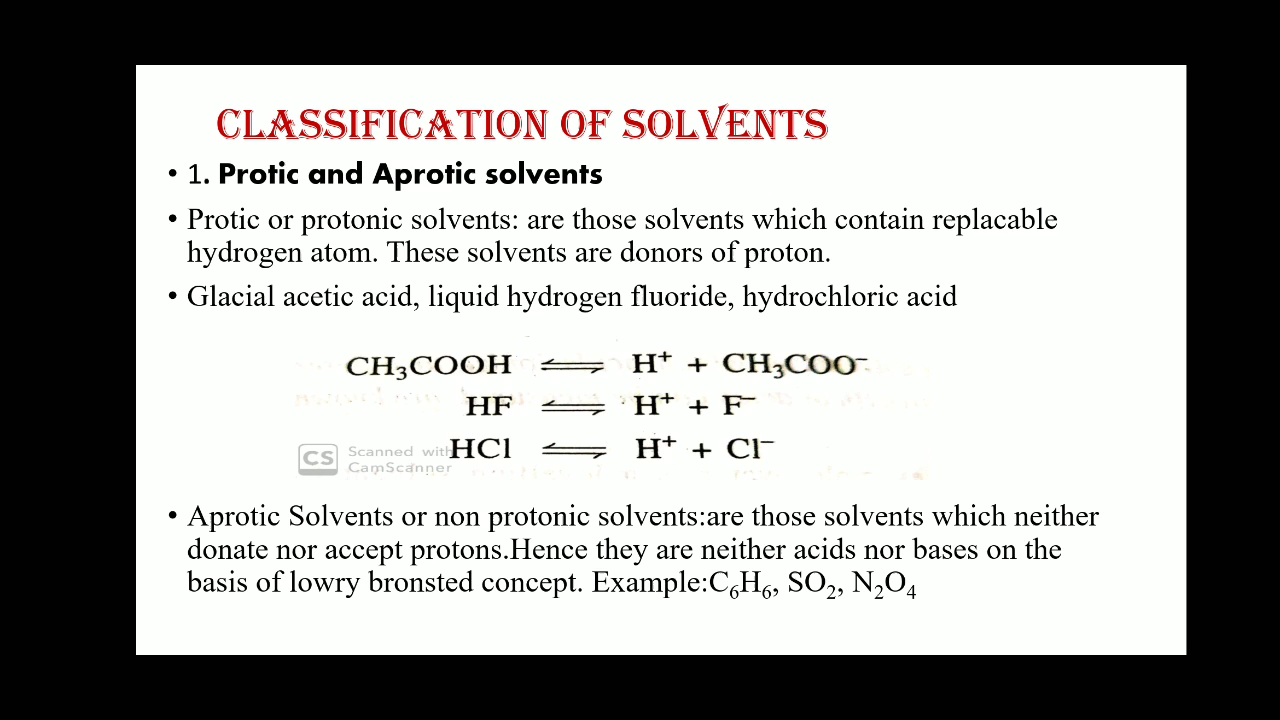 CLASSIFICATION OF SOLVENTS
• 1. Protic and Aprotic solvents
• Protic or protonic solvents: are those solvents which contain replacable
hydrogen atom. These solvents are donors of proton.
• Glacial acetic acid, liquid hydrogen fluoride, hydrochloric acid
CH₃COOH ⇌ H⁺ + CH₃COO⁻
HF ⇌ H⁺ + F⁻
HCl ⇌ H⁺ + Cl⁻
CS Scanned with
CamScanner
• Aprotic Solvents or non protonic solvents:are those solvents which neither
donate nor accept protons.Hence they are neither acids nor bases on the
basis of lowry bronsted concept. Example:C₆H₆, SO₂, N₂O₄